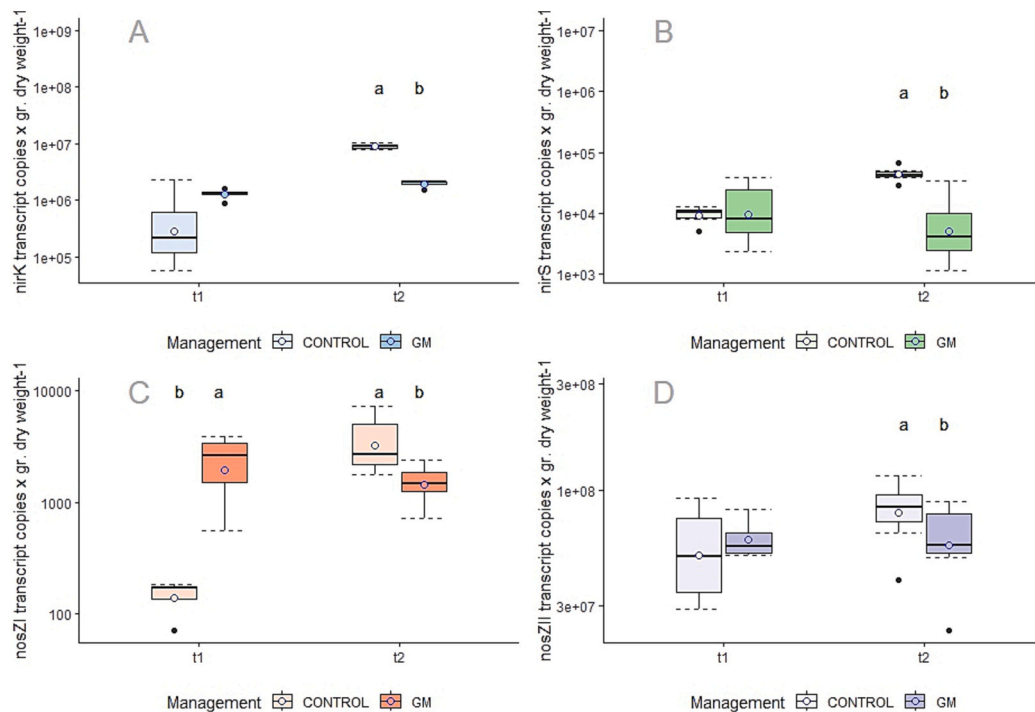 A
nirK transcript copies x gr. dry weight-1
1e+09
1e+08
1e+07
1e+06
1e+05
a b
t1 t2
Management CONTROL GM
B
nirS transcript copies x gr. dry weight-1
1e+07
1e+06
1e+05
1e+04
1e+03
a b
t1 t2
Management CONTROL GM
C
nosZI transcript copies x gr. dry weight-1
10000
1000
100
b a a b
t1 t2
Management CONTROL GM
D
nosZII transcript copies x gr. dry weight-1
3e+08
1e+08
3e+07
a b
t1 t2
Management CONTROL GM